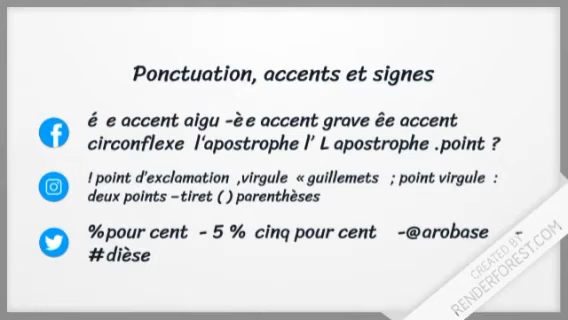 Ponctuation, accents et signes
é e accent aigu -è e accent grave êe accent
circonflexe l'apostrophe l' L apostrophe .point ?
! point d'exclamation ,virgule « guillemets ; point virgule :
deux points –tiret ( ) parenthèses
%pour cent - 5 % cinq pour cent -@arobase -
#dièse
CREATED BY
RENDERFOREST.COM